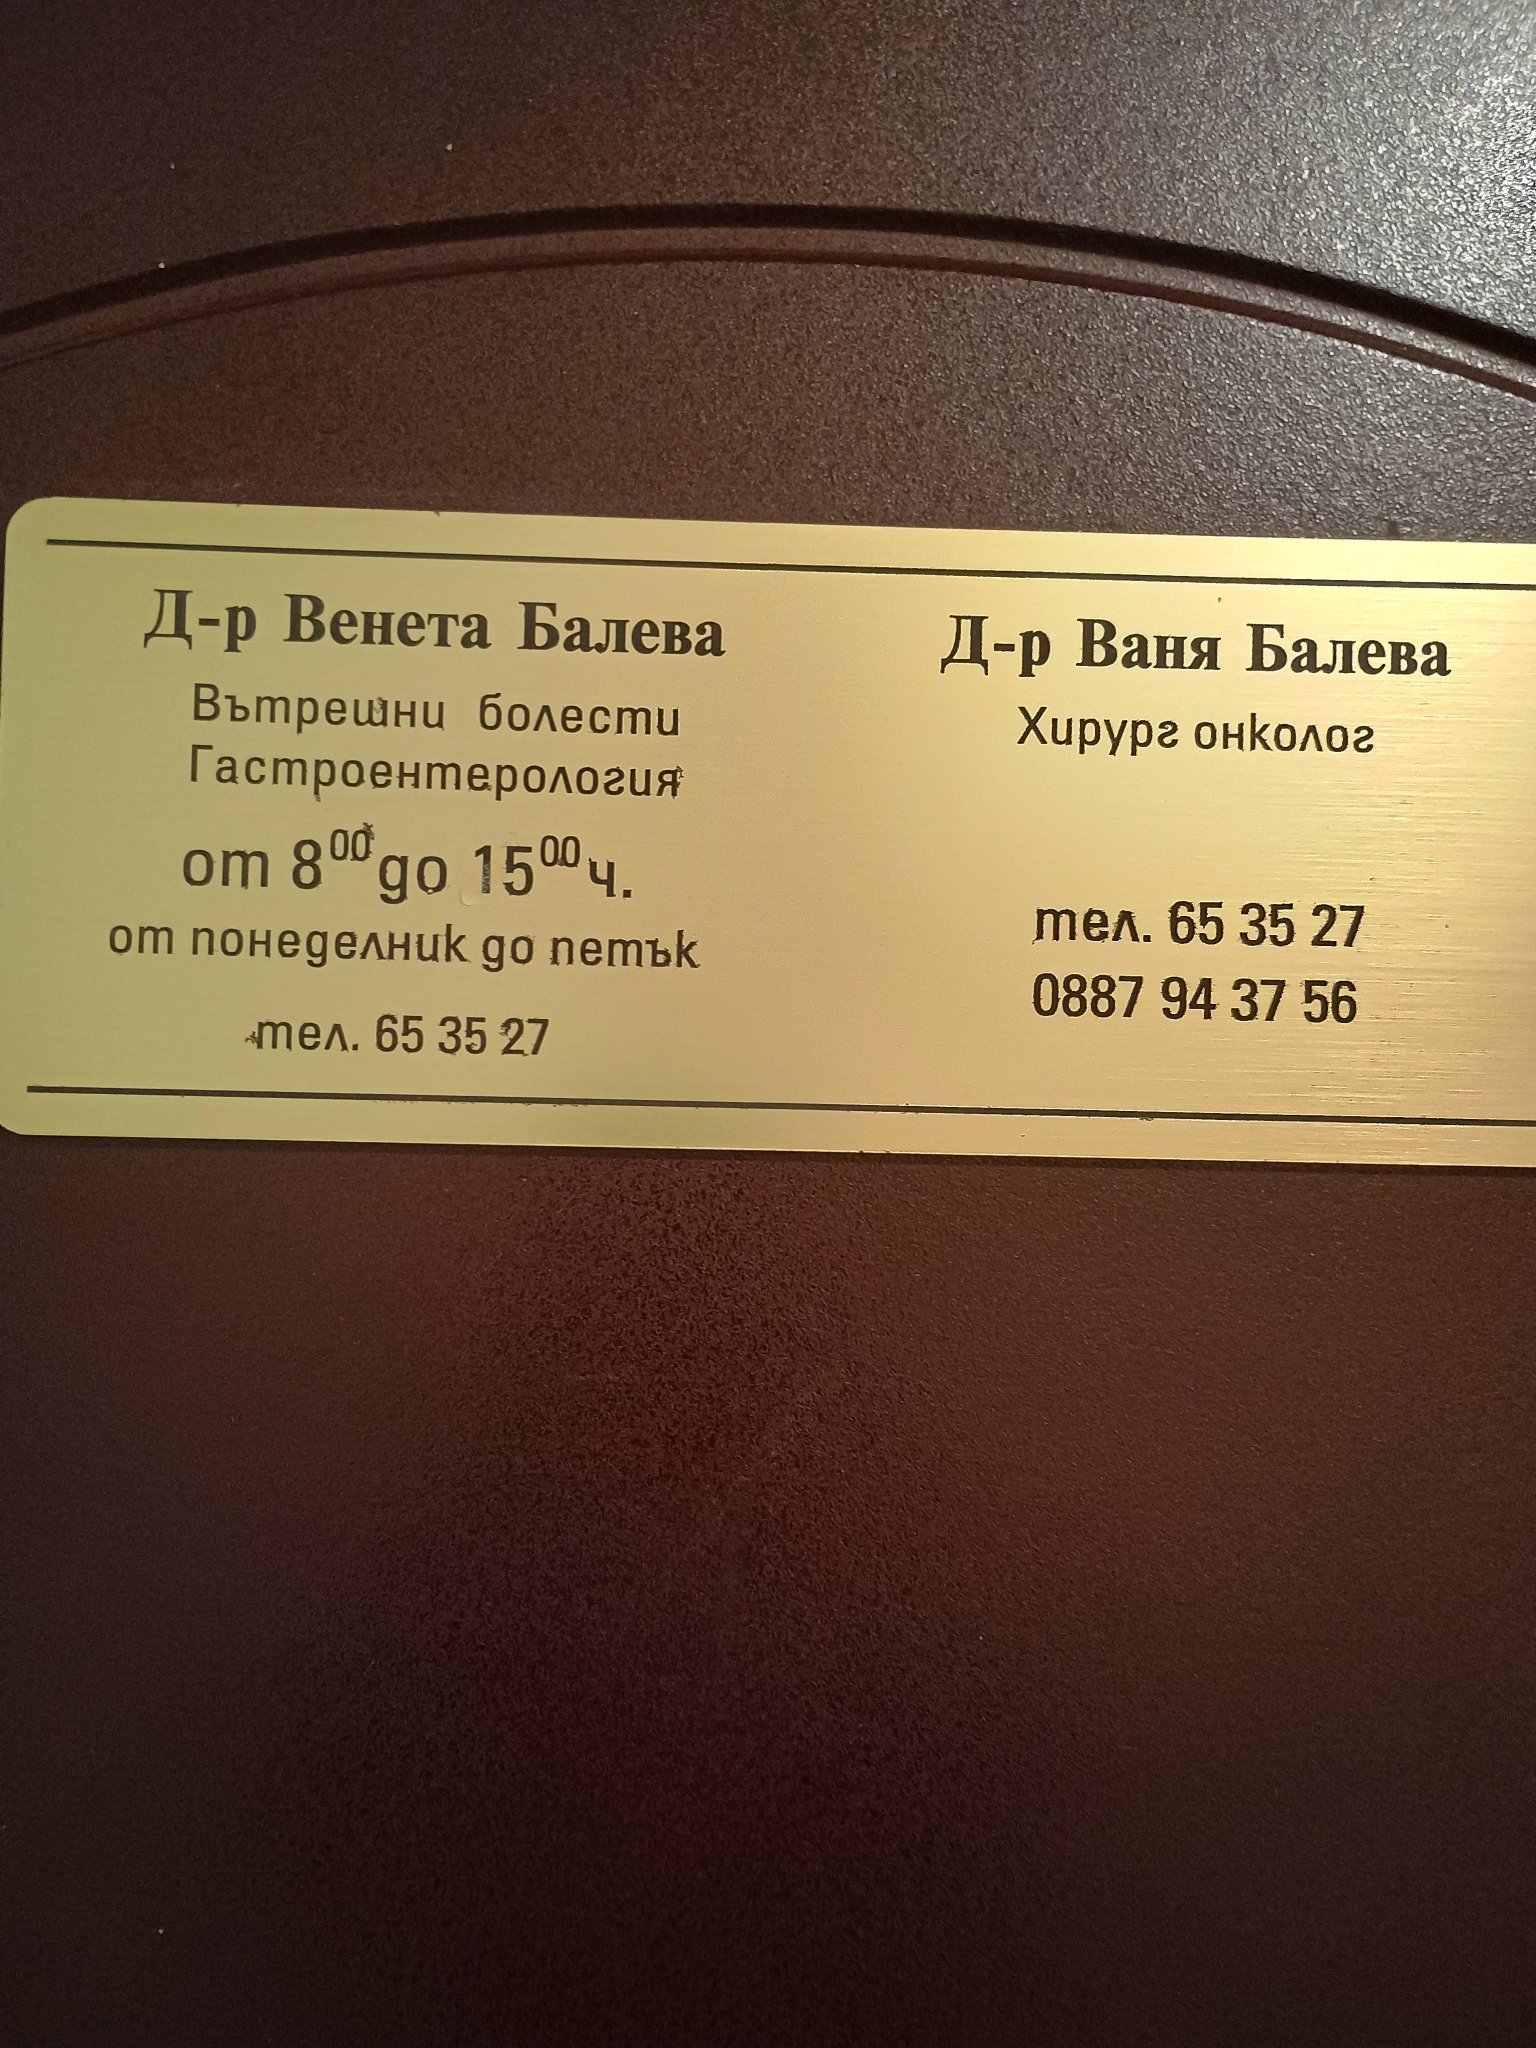 Д-р Венета Балева
Вътрешни болести
Гастроентерология
от 8⁰⁰ до 15⁰⁰ ч.
от понеделник до петък
тел. 65 35 27
Д-р Ваня Балева
Хирург онколог
тел. 65 35 27
0887 94 37 56